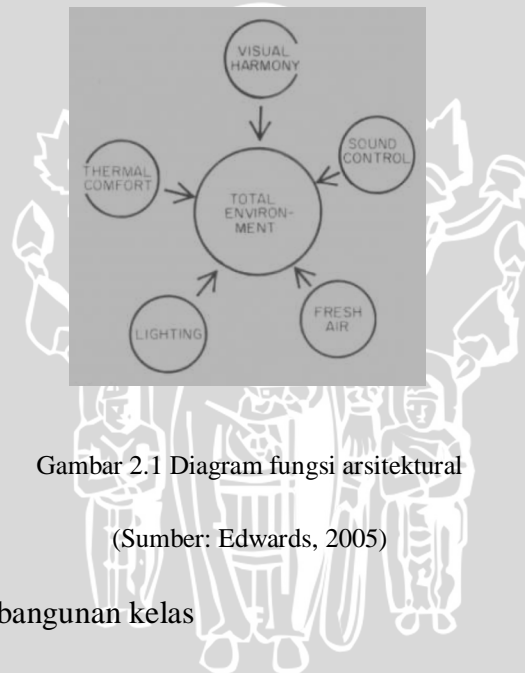 VISUAL
HARMONY
THERMAL
COMFORT
SOUND
CONTROL
TOTAL
ENVIRON-
MENT
LIGHTING
FRESH
AIR
Gambar 2.1 Diagram fungsi arsitektural
(Sumber: Edwards, 2005)
bangunan kelas